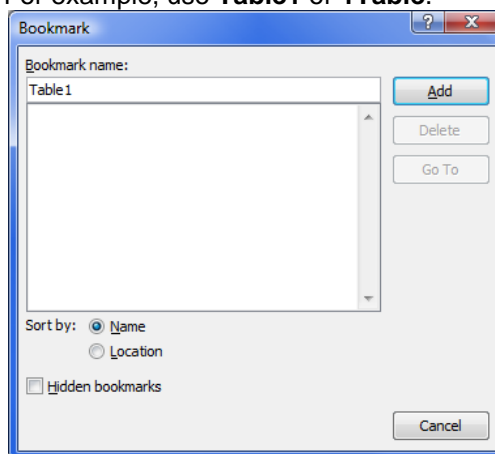 For example, use Table1 or 1Table.
Bookmark
Bookmark name:
Table1
Add
Delete
Go To
Sort by: Name
Location
Hidden bookmarks
Cancel